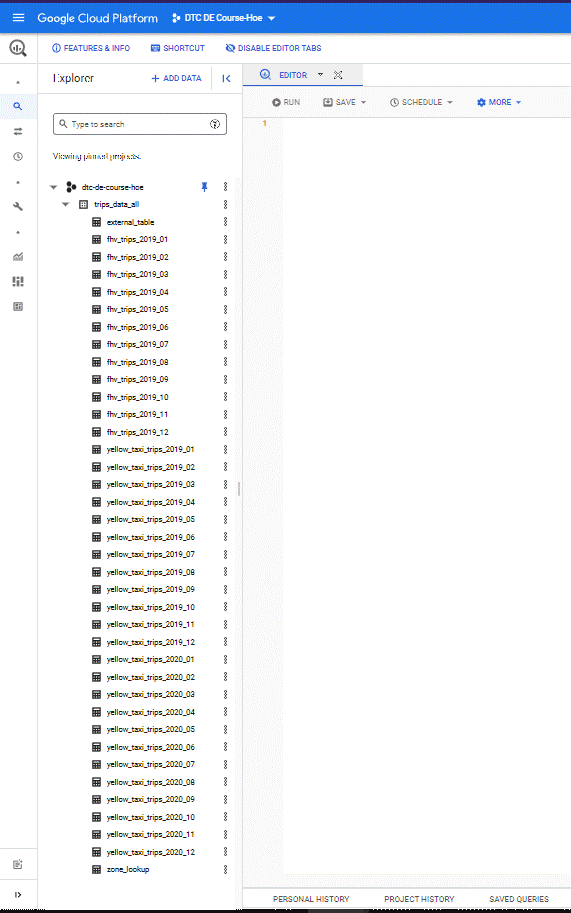 Google Cloud Platform DTC DE Course-Hoe
FEATURES & INFO SHORTCUT DISABLE EDITOR TABS
Explorer + ADD DATA
EDITOR
RUN SAVE SCHEDULE MORE
Type to search
1
Viewing pinned projects.
dtc-de-course-hoe
trips_data_all
external_table
fhv_trips_2019_01
fhv_trips_2019_02
fhv_trips_2019_03
fhv_trips_2019_04
fhv_trips_2019_05
fhv_trips_2019_06
fhv_trips_2019_07
fhv_trips_2019_08
fhv_trips_2019_09
fhv_trips_2019_10
fhv_trips_2019_11
fhv_trips_2019_12
yellow_taxi_trips_2019_01
yellow_taxi_trips_2019_02
yellow_taxi_trips_2019_03
yellow_taxi_trips_2019_04
yellow_taxi_trips_2019_05
yellow_taxi_trips_2019_06
yellow_taxi_trips_2019_07
yellow_taxi_trips_2019_08
yellow_taxi_trips_2019_09
yellow_taxi_trips_2019_10
yellow_taxi_trips_2019_11
yellow_taxi_trips_2019_12
yellow_taxi_trips_2020_01
yellow_taxi_trips_2020_02
yellow_taxi_trips_2020_03
yellow_taxi_trips_2020_04
yellow_taxi_trips_2020_05
yellow_taxi_trips_2020_06
yellow_taxi_trips_2020_07
yellow_taxi_trips_2020_08
yellow_taxi_trips_2020_09
yellow_taxi_trips_2020_10
yellow_taxi_trips_2020_11
yellow_taxi_trips_2020_12
zone_lookup
PERSONAL HISTORY PROJECT HISTORY SAVED QUERIES